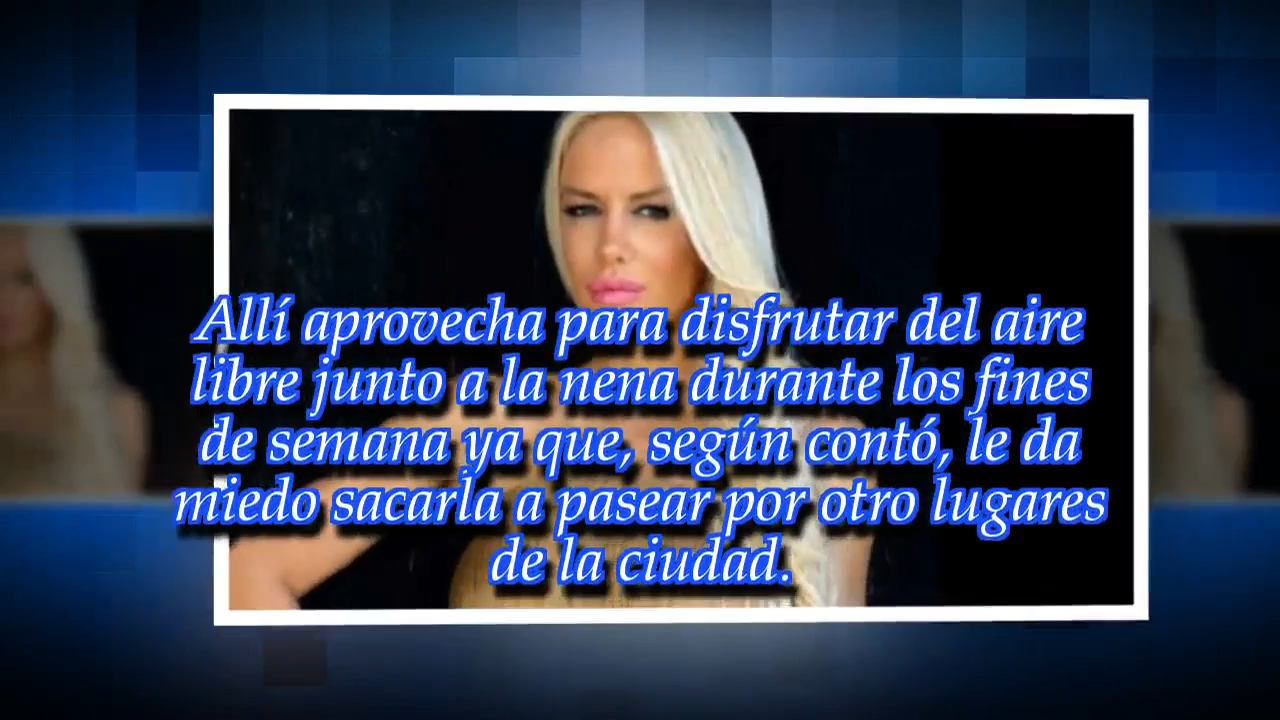 Allí aprovecha para disfrutar del aire
libre junto a la nena durante los fines
de semana ya que, según contó, le da
miedo sacarla a pasear por otro lugares
de la ciudad.